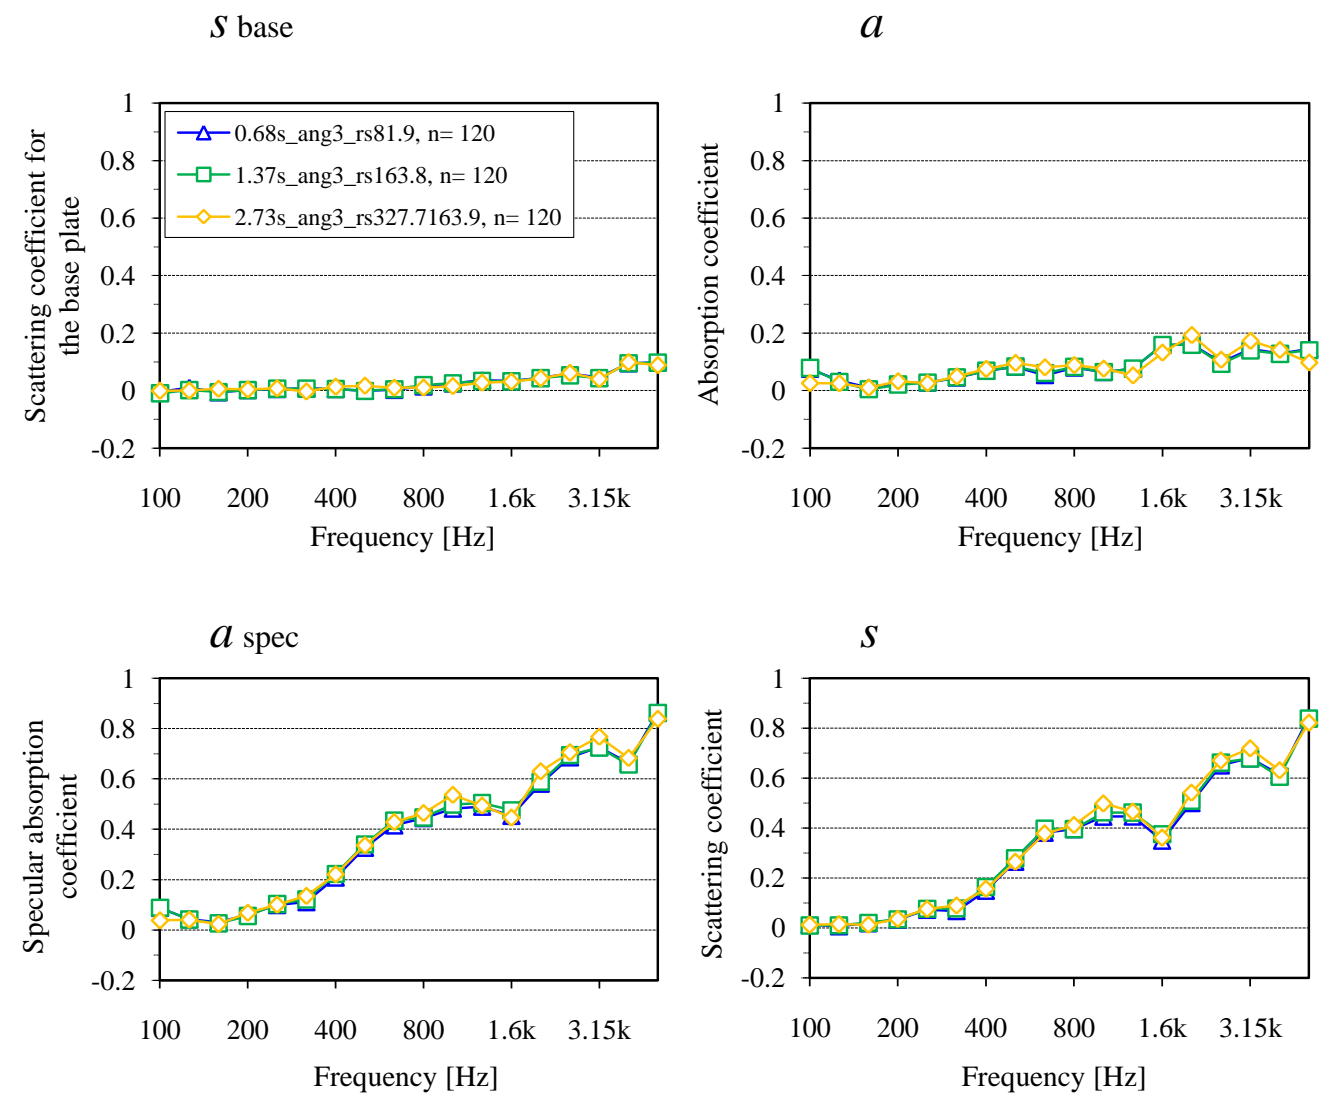 s base
1
0.8
0.6
0.4
0.2
0
-0.2
Scattering coefficient for
the base plate
0.68s_ang3_rs81.9, n= 120
1.37s_ang3_rs163.8, n= 120
2.73s_ang3_rs327.7163.9, n= 120
100 200 400 800 1.6k 3.15k
Frequency [Hz]
a
1
0.8
0.6
0.4
0.2
0
-0.2
Absorption coefficient
100 200 400 800 1.6k 3.15k
Frequency [Hz]
a spec
1
0.8
0.6
0.4
0.2
0
-0.2
Specular absorption
coefficient
100 200 400 800 1.6k 3.15k
Frequency [Hz]
s
1
0.8
0.6
0.4
0.2
0
-0.2
Scattering coefficient
100 200 400 800 1.6k 3.15k
Frequency [Hz]